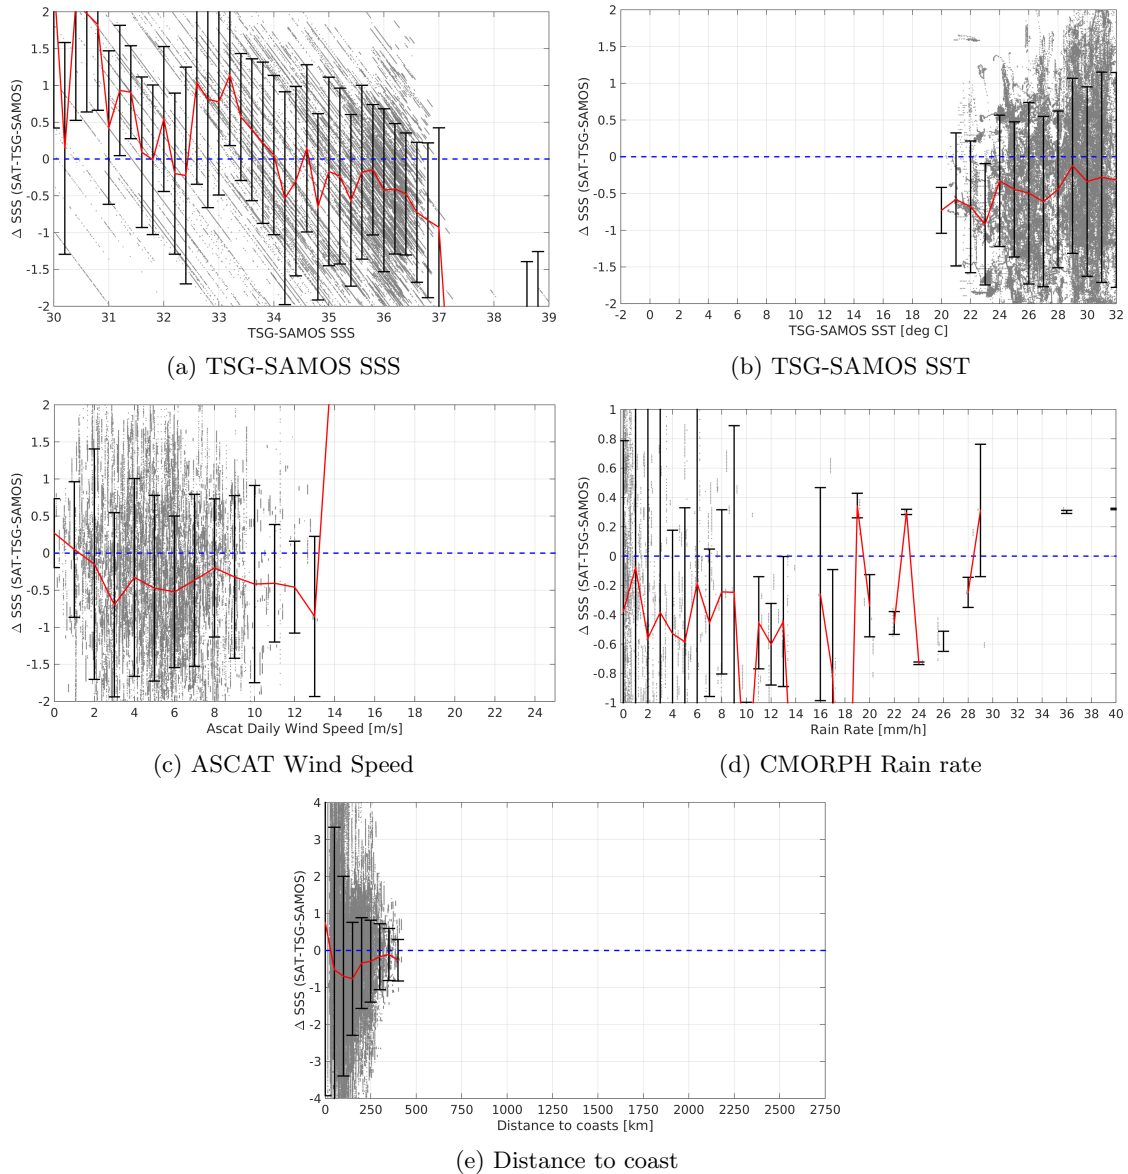 2
1.5
1
0.5
0
-0.5
-1
-1.5
-2
Δ SSS (SAT-TSG-SAMOS)
30 31 32 33 34 35 36 37 38 39
TSG-SAMOS SSS
(a) TSG-SAMOS SSS
2
1.5
1
0.5
0
-0.5
-1
-1.5
-2
Δ SSS (SAT-TSG-SAMOS)
-2 0 2 4 6 8 10 12 14 16 18 20 22 24 26 28 30 32
TSG-SAMOS SST [deg C]
(b) TSG-SAMOS SST
2
1.5
1
0.5
0
-0.5
-1
-1.5
-2
Δ SSS (SAT-TSG-SAMOS)
0 2 4 6 8 10 12 14 16 18 20 22 24
Ascat Daily Wind Speed [m/s]
(c) ASCAT Wind Speed
1
0.8
0.6
0.4
0.2
0
-0.2
-0.4
-0.6
-0.8
-1
Δ SSS (SAT-TSG-SAMOS)
0 2 4 6 8 10 12 14 16 18 20 22 24 26 28 30 32 34 36 38 40
Rain Rate [mm/h]
(d) CMORPH Rain rate
4
3
2
1
0
-1
-2
-3
-4
Δ SSS (SAT-TSG-SAMOS)
0 250 500 750 1000 1250 1500 1750 2000 2250 2500 2750
Distance to coasts [km]
(e) Distance to coast